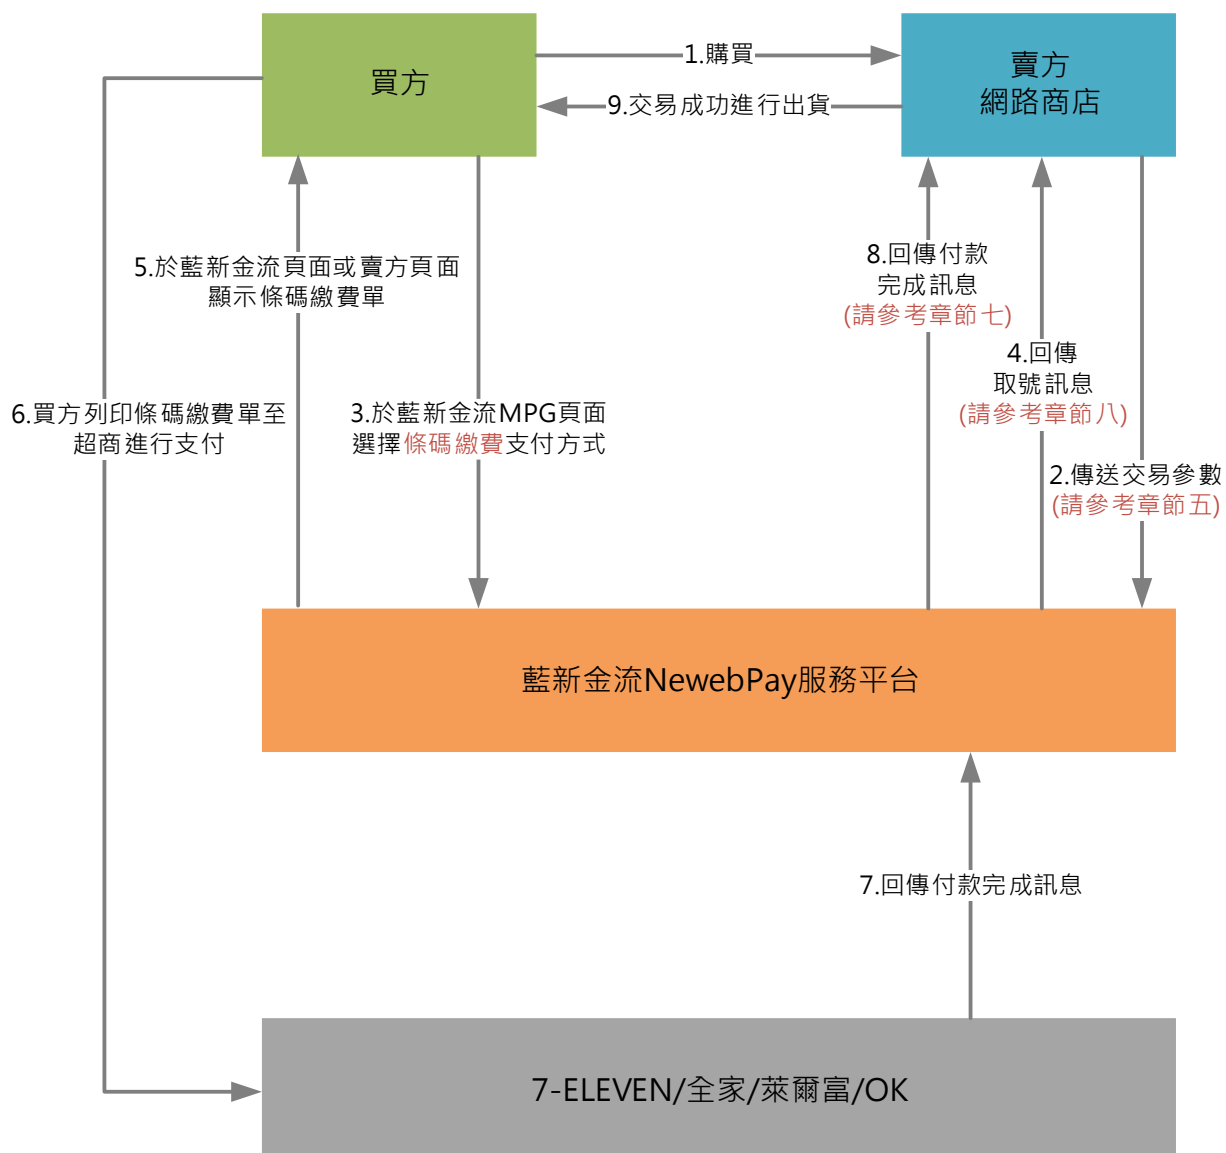 1.購買
買方
賣方
網路商店
9.交易成功進行出貨
5.於藍新金流頁面或賣方頁面
顯示條碼繳費單
8.回傳付款
完成訊息
(請參考章節七)
4.回傳
取號訊息
(請參考章節八)
6.買方列印條碼繳費單至
超商進行支付
3.於藍新金流MPG頁面
選擇條碼繳費支付方式
2.傳送交易參數
(請參考章節五)
藍新金流NewebPay服務平台
7.回傳付款完成訊息
7-ELEVEN/全家/萊爾富/OK